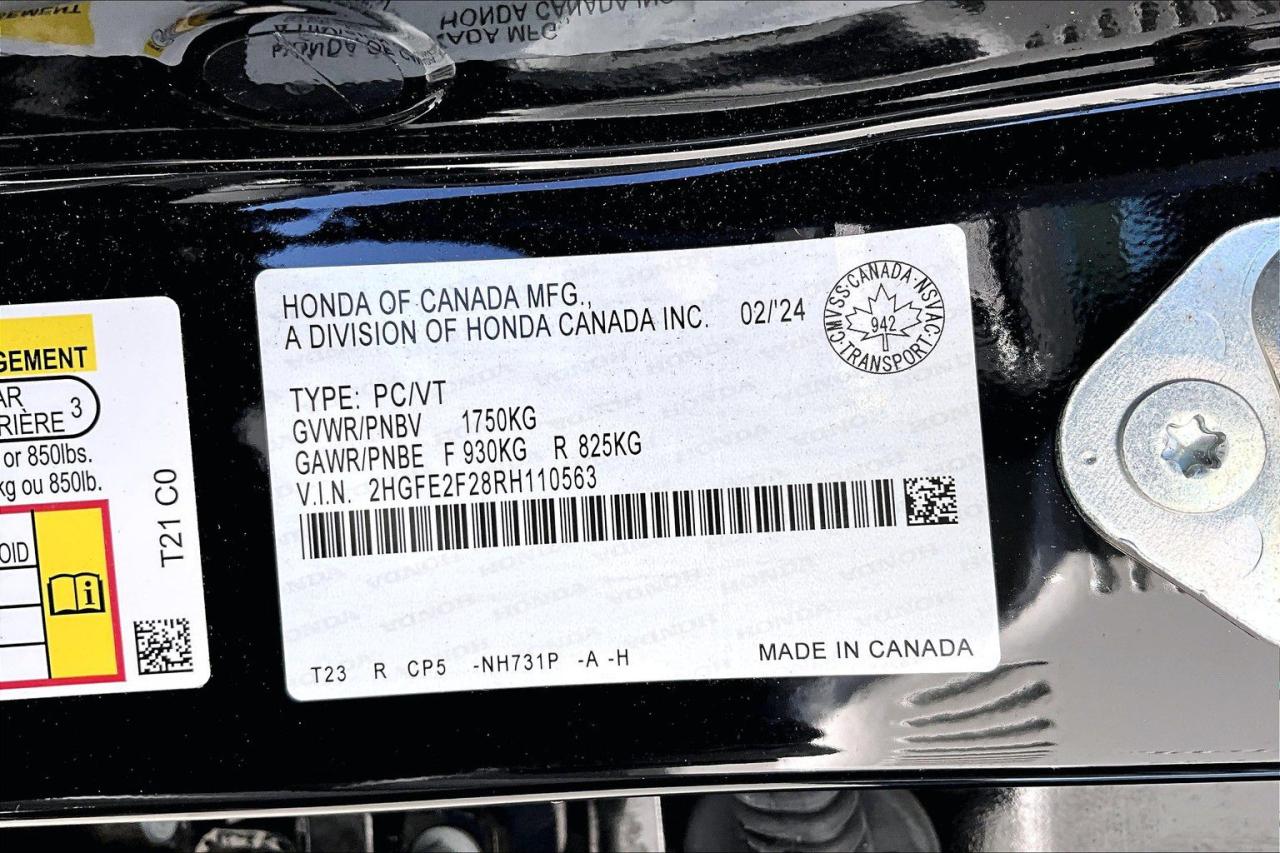 HONDA OF CANADA MFG.,
A DIVISION OF HONDA CANADA INC.
02/'24
CMVSS·CANADA·NSVAC·TRANSPORT·
942
TYPE: PC/VT
GVWR/PNBV 1750KG
GAWR/PNBE F 930KG R 825KG
V.I.N. 2HGFE2F28RH110563
T23 R CP5 -NH731P -A -H
MADE IN CANADA
GEMENT
AR
RIÈRE 3
or 850lbs.
kg ou 850lb.
OID
T21 C0